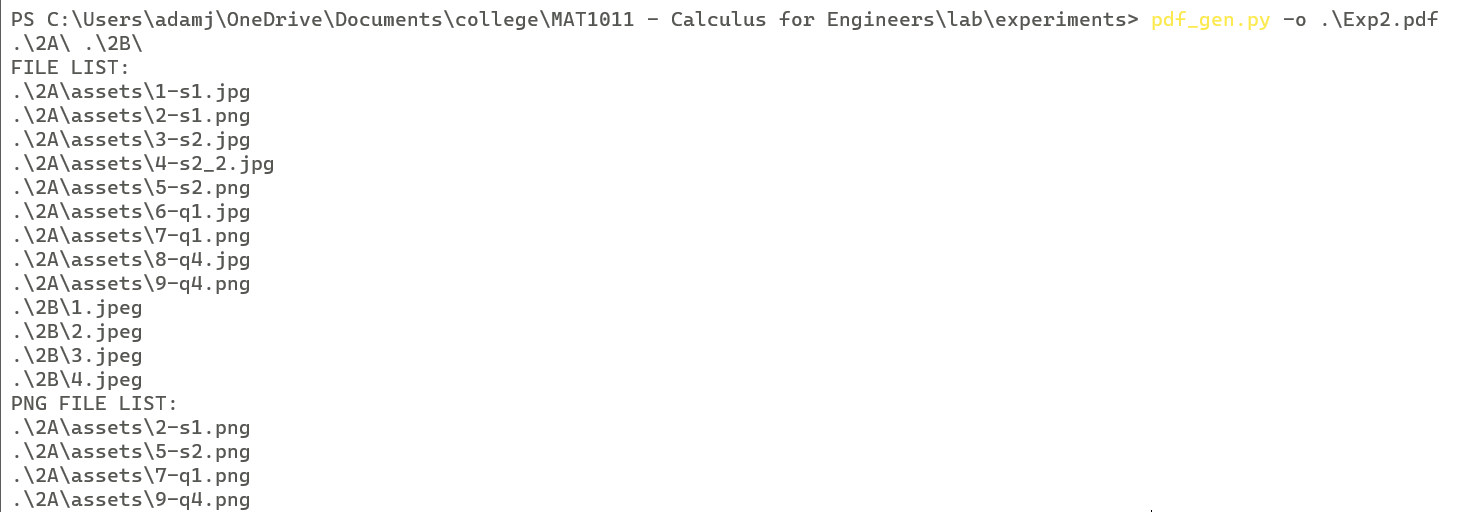 PS C:\Users\adamj\OneDrive\Documents\college\MAT1011 - Calculus for Engineers\lab\experiments> pdf_gen.py -o .\Exp2.pdf
.\2A\ .\2B\
FILE LIST:
.\2A\assets\1-s1.jpg
.\2A\assets\2-s1.png
.\2A\assets\3-s2.jpg
.\2A\assets\4-s2_2.jpg
.\2A\assets\5-s2.png
.\2A\assets\6-q1.jpg
.\2A\assets\7-q1.png
.\2A\assets\8-q4.jpg
.\2A\assets\9-q4.png
.\2B\1.jpeg
.\2B\2.jpeg
.\2B\3.jpeg
.\2B\4.jpeg
PNG FILE LIST:
.\2A\assets\2-s1.png
.\2A\assets\5-s2.png
.\2A\assets\7-q1.png
.\2A\assets\9-q4.png